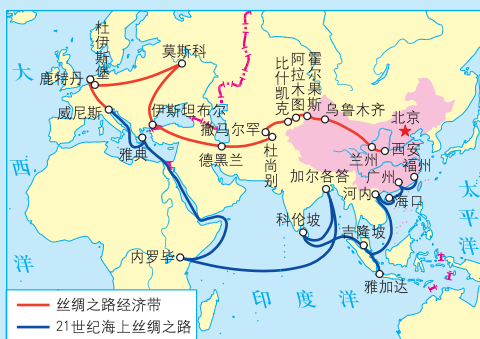 杜伊斯堡
莫斯科
鹿特丹
大
西
洋
威尼斯
伊斯坦布尔
雅典
撒马尔罕
德黑兰
杜尚别
比什凯克
阿拉木图
霍尔果斯
乌鲁木齐
北京
兰州
西安
福州
广州
海口
河内
加尔各答
科伦坡
吉隆坡
雅加达
内罗毕
太
平
洋
印度洋
丝绸之路经济带
21世纪海上丝绸之路